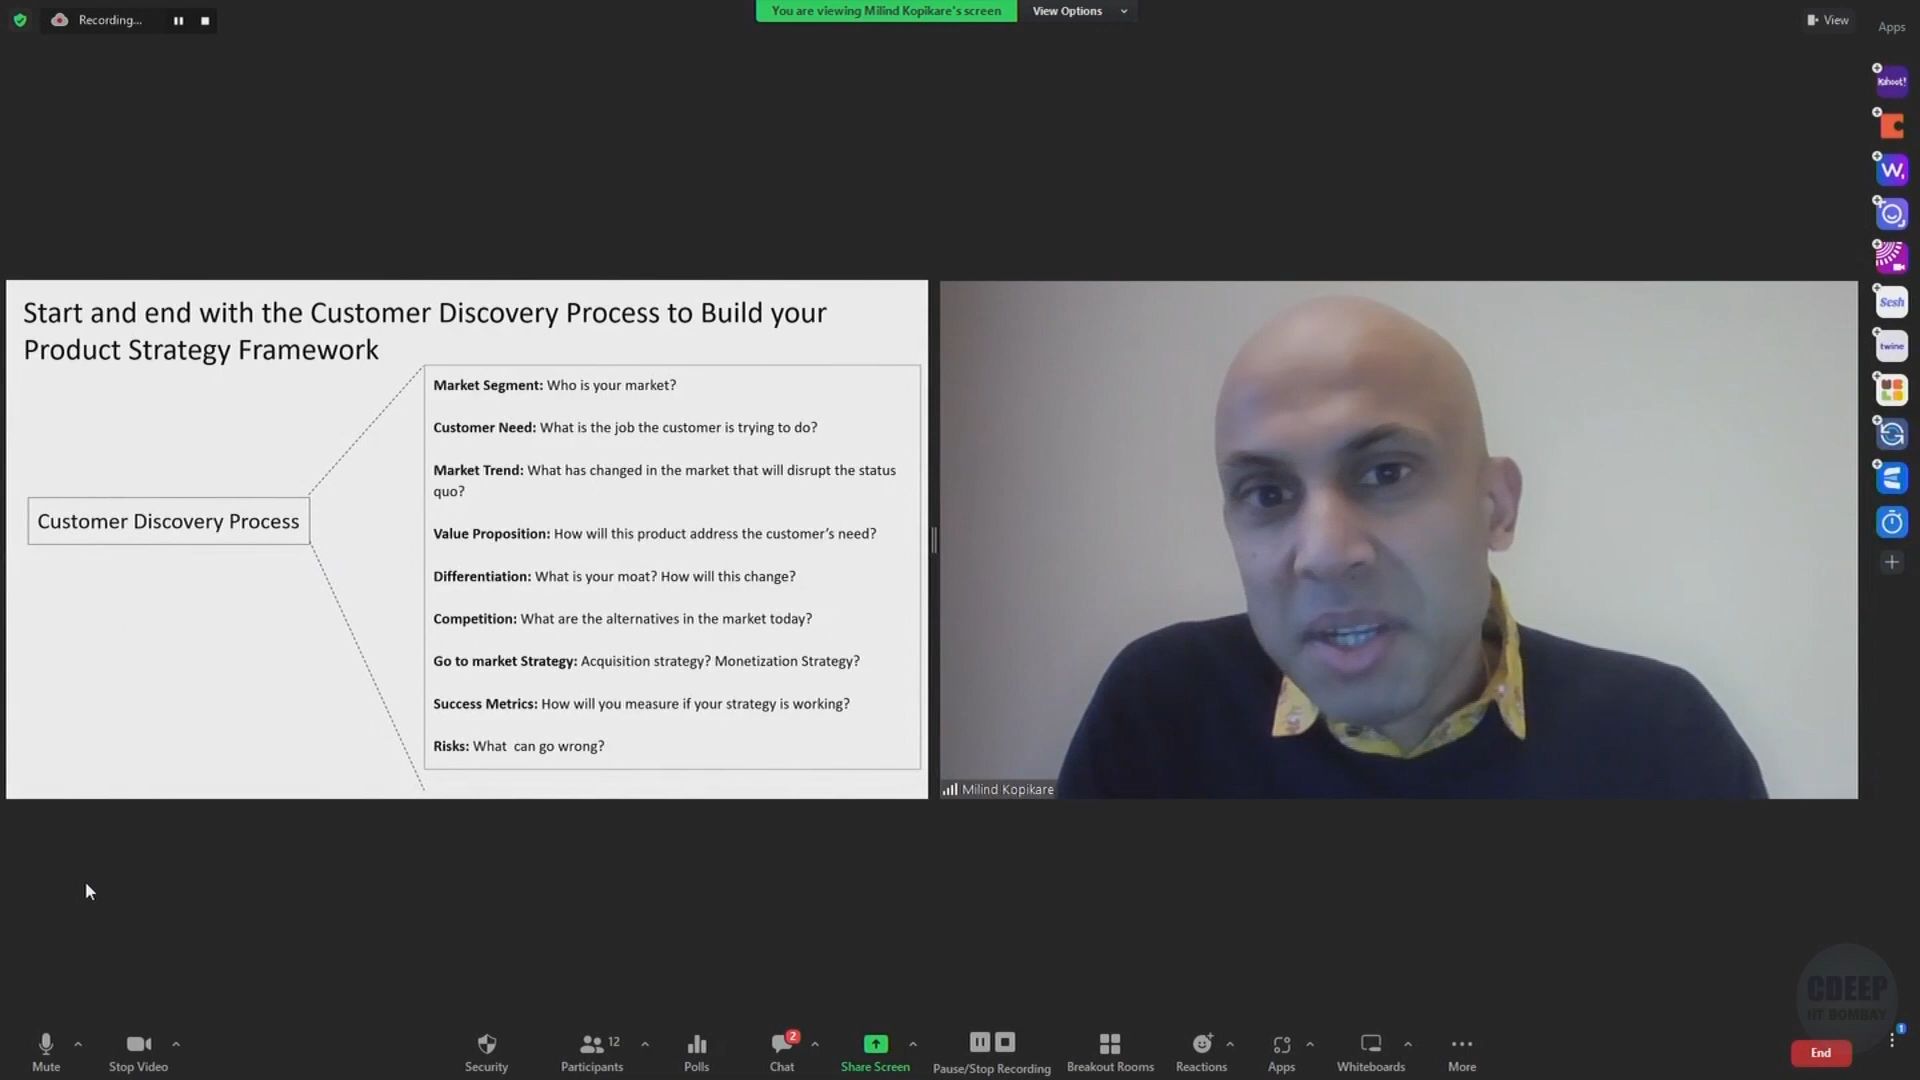 Recording...
You are viewing Milind Kopikare's screen
View Options
View
Apps
Kahoot!
W,
Sesh
twine
Start and end with the Customer Discovery Process to Build your
Product Strategy Framework
Customer Discovery Process
Market Segment: Who is your market?
Customer Need: What is the job the customer is trying to do?
Market Trend: What has changed in the market that will disrupt the status
quo?
Value Proposition: How will this product address the customer’s need?
Differentiation: What is your moat? How will this change?
Competition: What are the alternatives in the market today?
Go to market Strategy: Acquisition strategy? Monetization Strategy?
Success Metrics: How will you measure if your strategy is working?
Risks: What can go wrong?
Milind Kopikare
CDEEP
IIT BOMBAY
Mute
Stop Video
Security
12
Participants
Polls
2
Chat
Share Screen
Pause/Stop Recording
Breakout Rooms
Reactions
Apps
Whiteboards
More
1
End